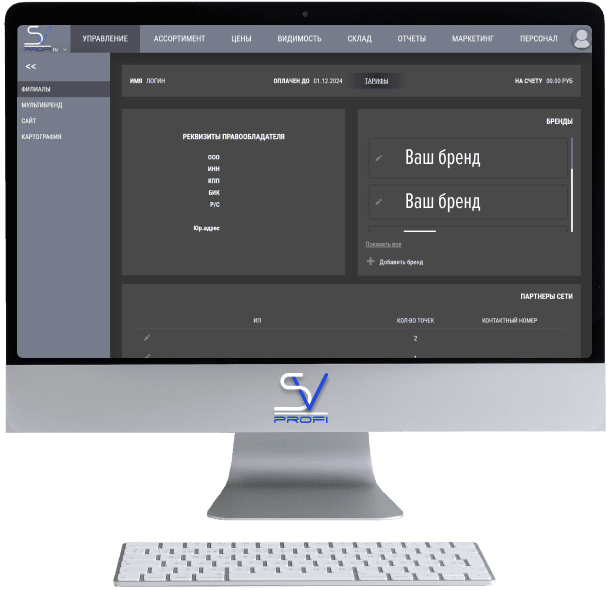 SV
PROFI.ru
УПРАВЛЕНИЕ АССОРТИМЕНТ ЦЕНЫ ВИДИМОСТЬ СКЛАД ОТЧЕТЫ МАРКЕТИНГ ПЕРСОНАЛ
<<
ФИЛИАЛЫ
МУЛЬТИБРЕНД
САЙТ
КАРТОГРАФИЯ
ИМЯ ЛОГИН ОПЛАЧЕН ДО 01.12.2024 ТАРИФЫ НА СЧЕТУ 00.00 РУБ
РЕКВИЗИТЫ ПРАВООБЛАДАТЕЛЯ
ООО
ИНН
КПП
БИК
Р/С
Юр.адрес
БРЕНДЫ
Ваш бренд
Ваш бренд
Показать все
Добавить бренд
ПАРТНЕРЫ СЕТИ
ИП КОЛ-ВО ТОЧЕК КОНТАКТНЫЙ НОМЕР
2
SV
PROFI